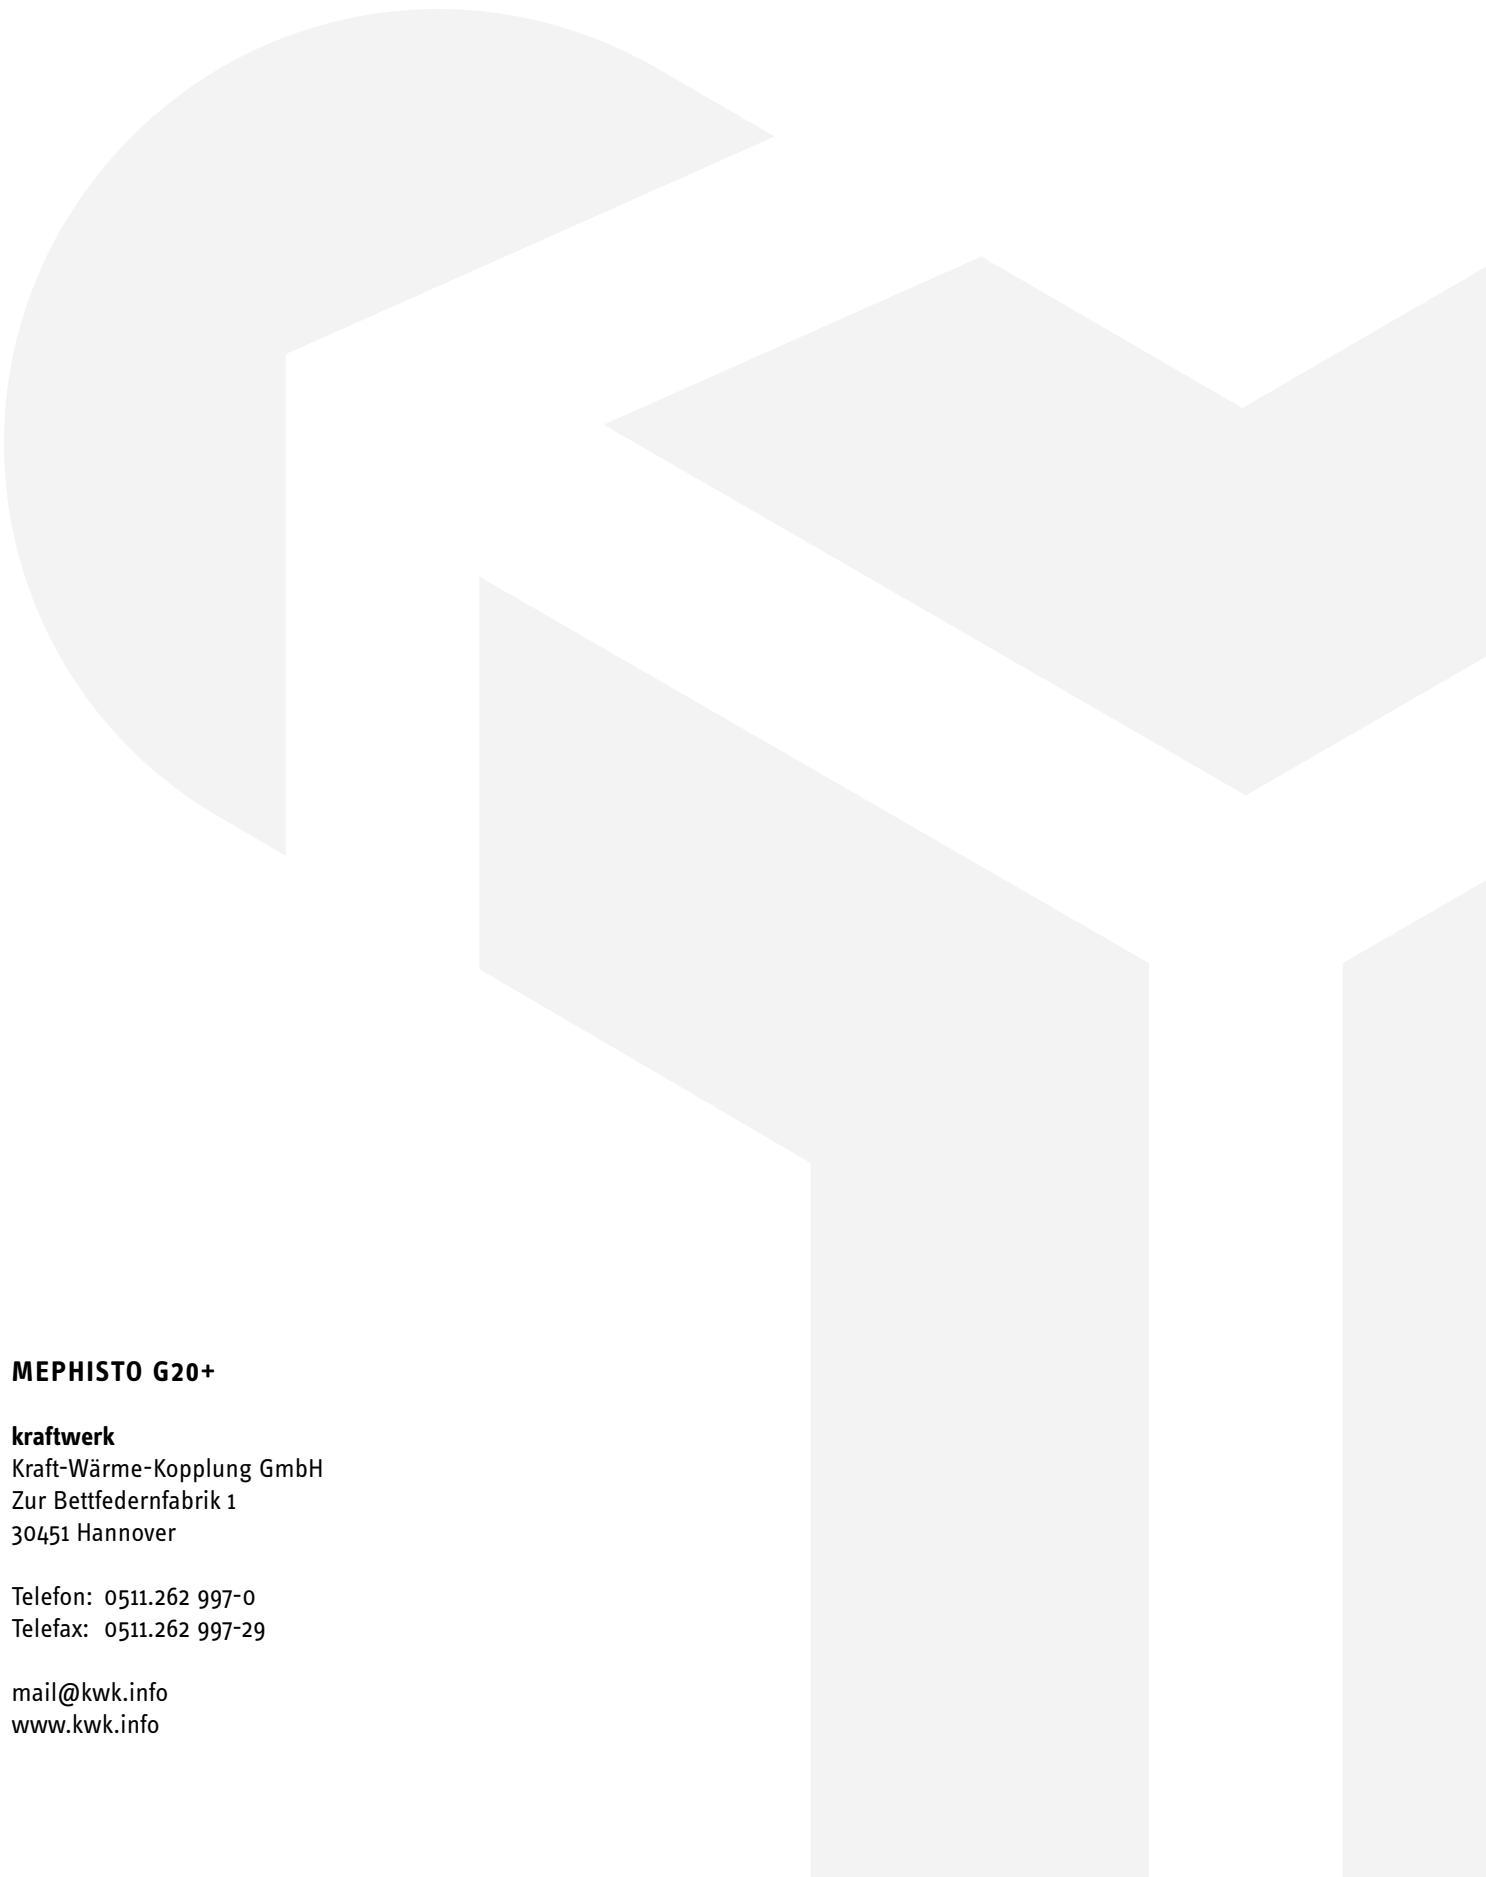 MEPHISTO G20+
kraftwerk
Kraft-Wärme-Kopplung GmbH
Zur Bettfedernfabrik 1
30451 Hannover
Telefon: 0511.262 997-0
Telefax: 0511.262 997-29
mail@kwk.info
www.kwk.info